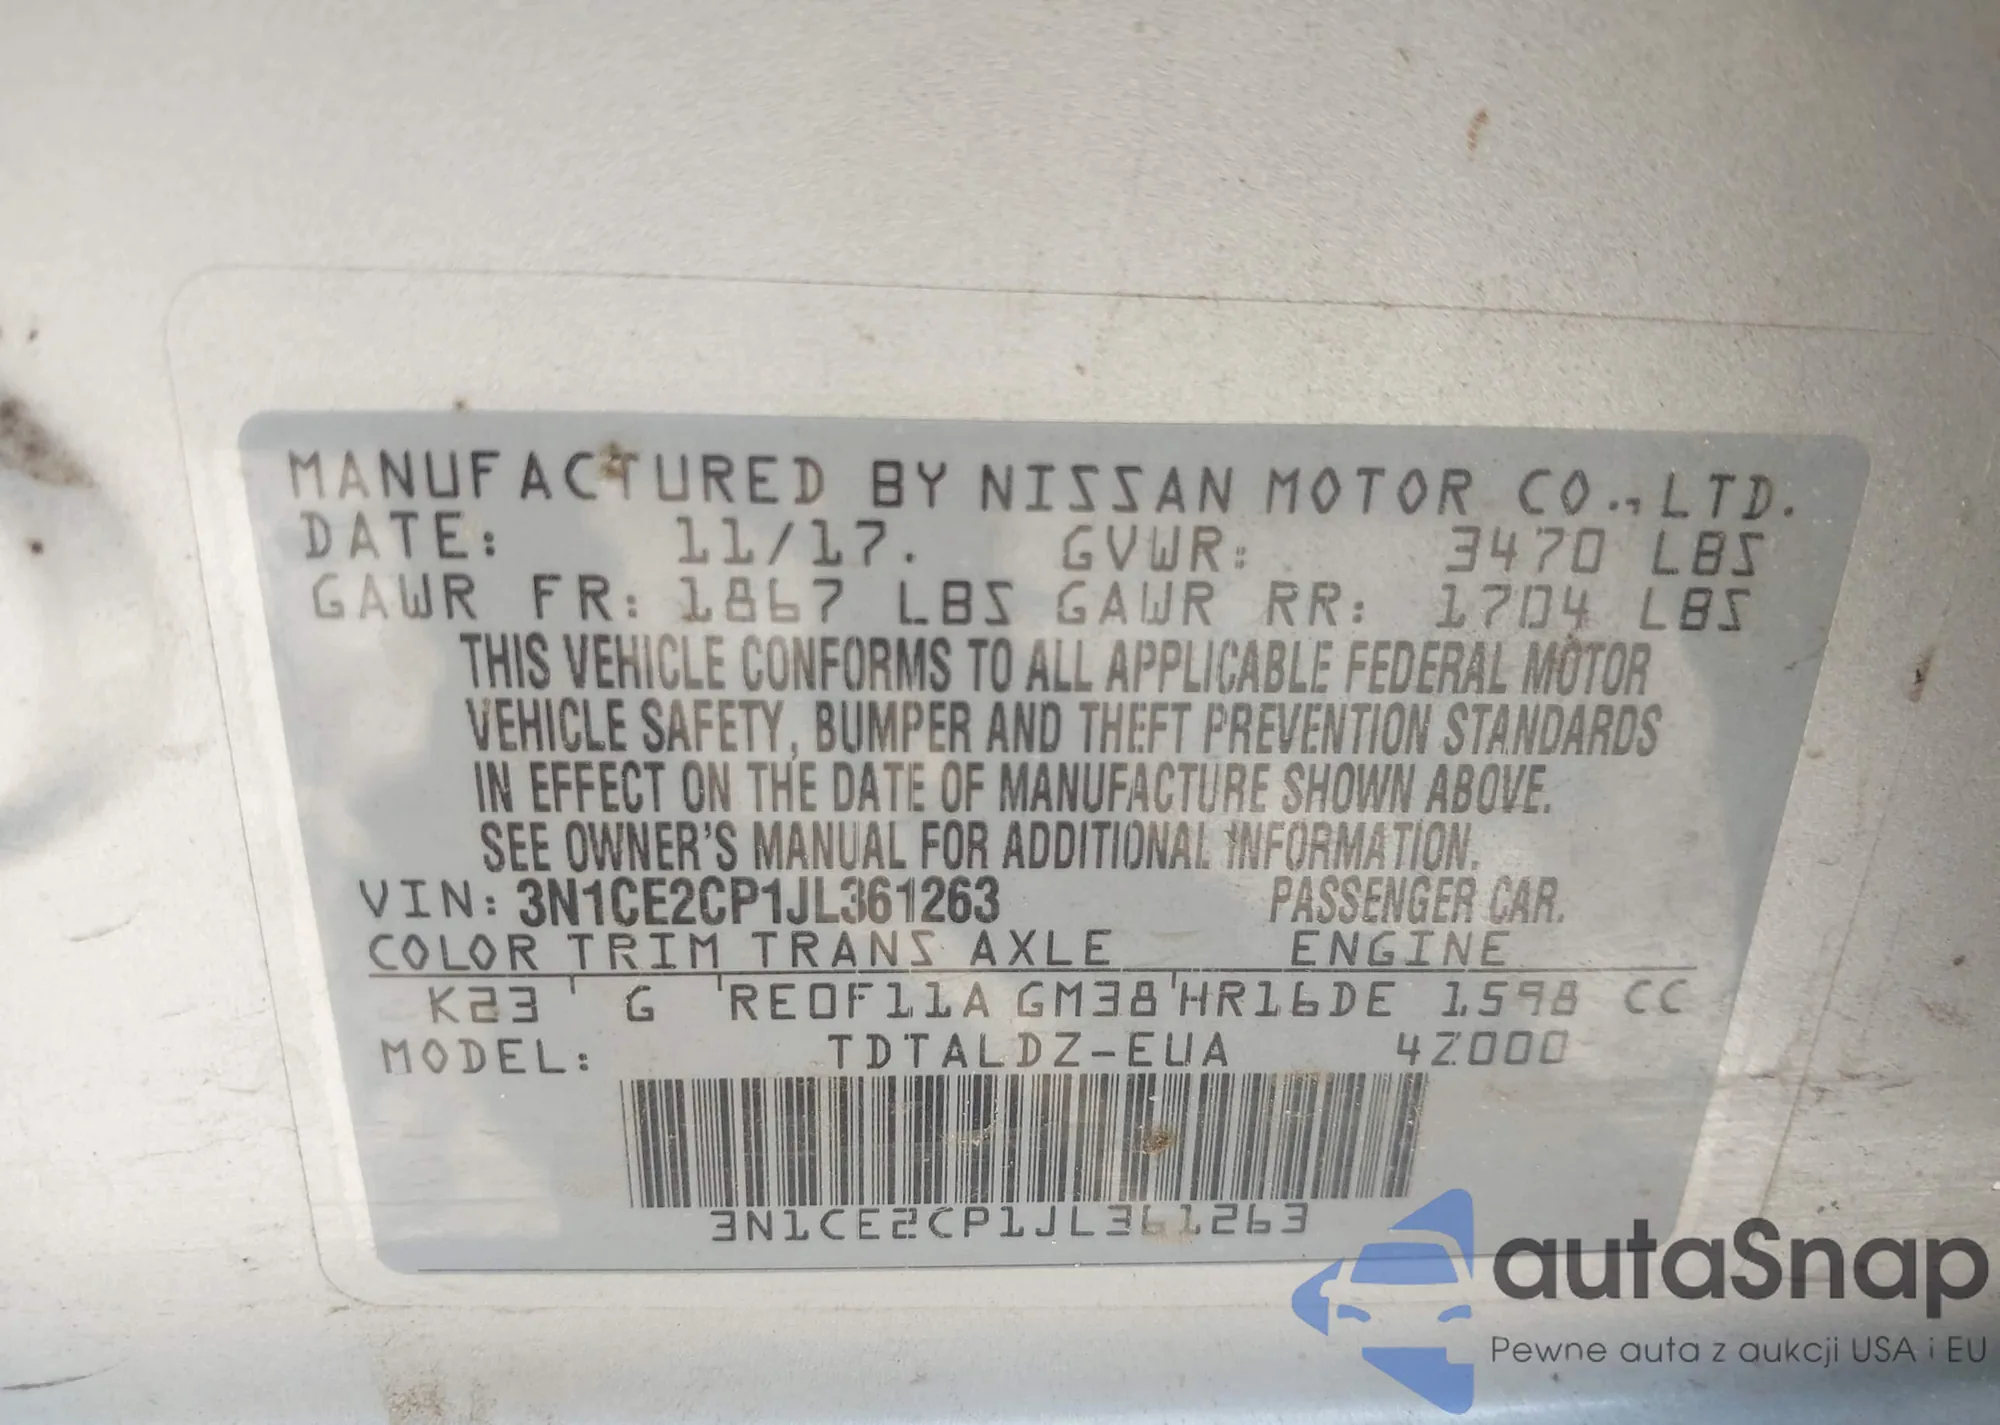 MANUFACTURED BY NISSAN MOTOR CO., LTD.
DATE: 11/17. GVWR: 3470 LBS
GAWR FR: 1867 LBS GAWR RR: 1704 LBS
THIS VEHICLE CONFORMS TO ALL APPLICABLE FEDERAL MOTOR
VEHICLE SAFETY, BUMPER AND THEFT PREVENTION STANDARDS
IN EFFECT ON THE DATE OF MANUFACTURE SHOWN ABOVE.
SEE OWNER'S MANUAL FOR ADDITIONAL INFORMATION.
VIN: 3N1CE2CP1JL361263 PASSENGER CAR.
COLOR TRIM TRANS AXLE ENGINE
K23 G RE0F11A GM38 HR16DE 1598 CC
MODEL: TDTALDZ-EUA 4Z000
3N1CE2CP1JL361263
autaSnap
Pewne auta z aukcji USA i EU